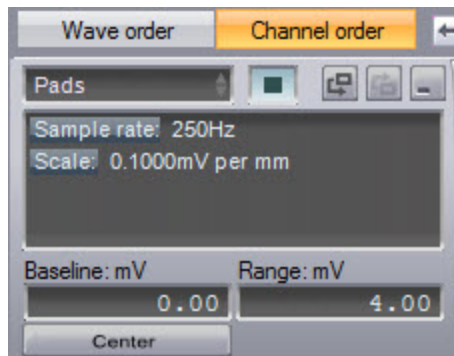 Wave order Channel order
Pads
Sample rate: 250Hz
Scale: 0.1000mV per mm
Baseline: mV Range: mV
0.00 4.00
Center